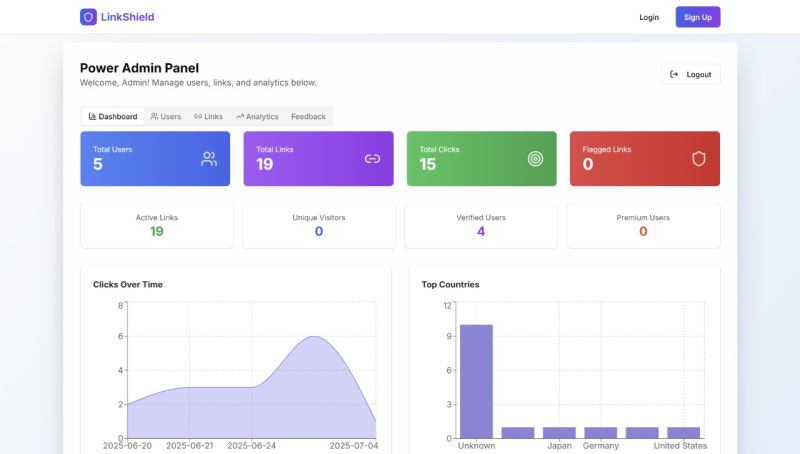 LinkShield
Login
Sign Up
Power Admin Panel
Welcome, Admin! Manage users, links, and analytics below.
Logout
Dashboard
Users
Links
Analytics
Feedback
Total Users
5
Total Links
19
Total Clicks
15
Flagged Links
0
Active Links
19
Unique Visitors
0
Verified Users
4
Premium Users
0
Clicks Over Time
8
6
4
2
0
2025-06-20
2025-06-21
2025-06-24
2025-07-04
Top Countries
12
9
6
3
0
Unknown
Japan
Germany
United States